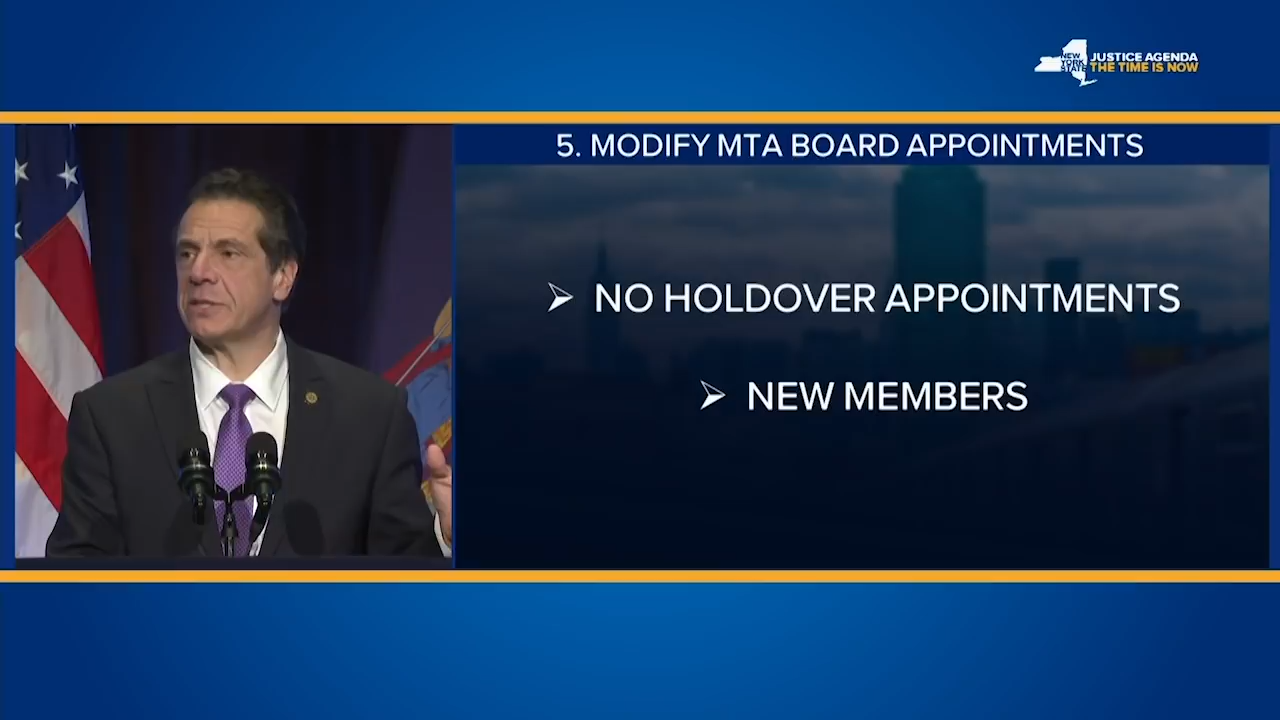 NEW
YORK
STATE
JUSTICE AGENDA
THE TIME IS NOW
5. MODIFY MTA BOARD APPOINTMENTS
➢ NO HOLDOVER APPOINTMENTS
➢ NEW MEMBERS